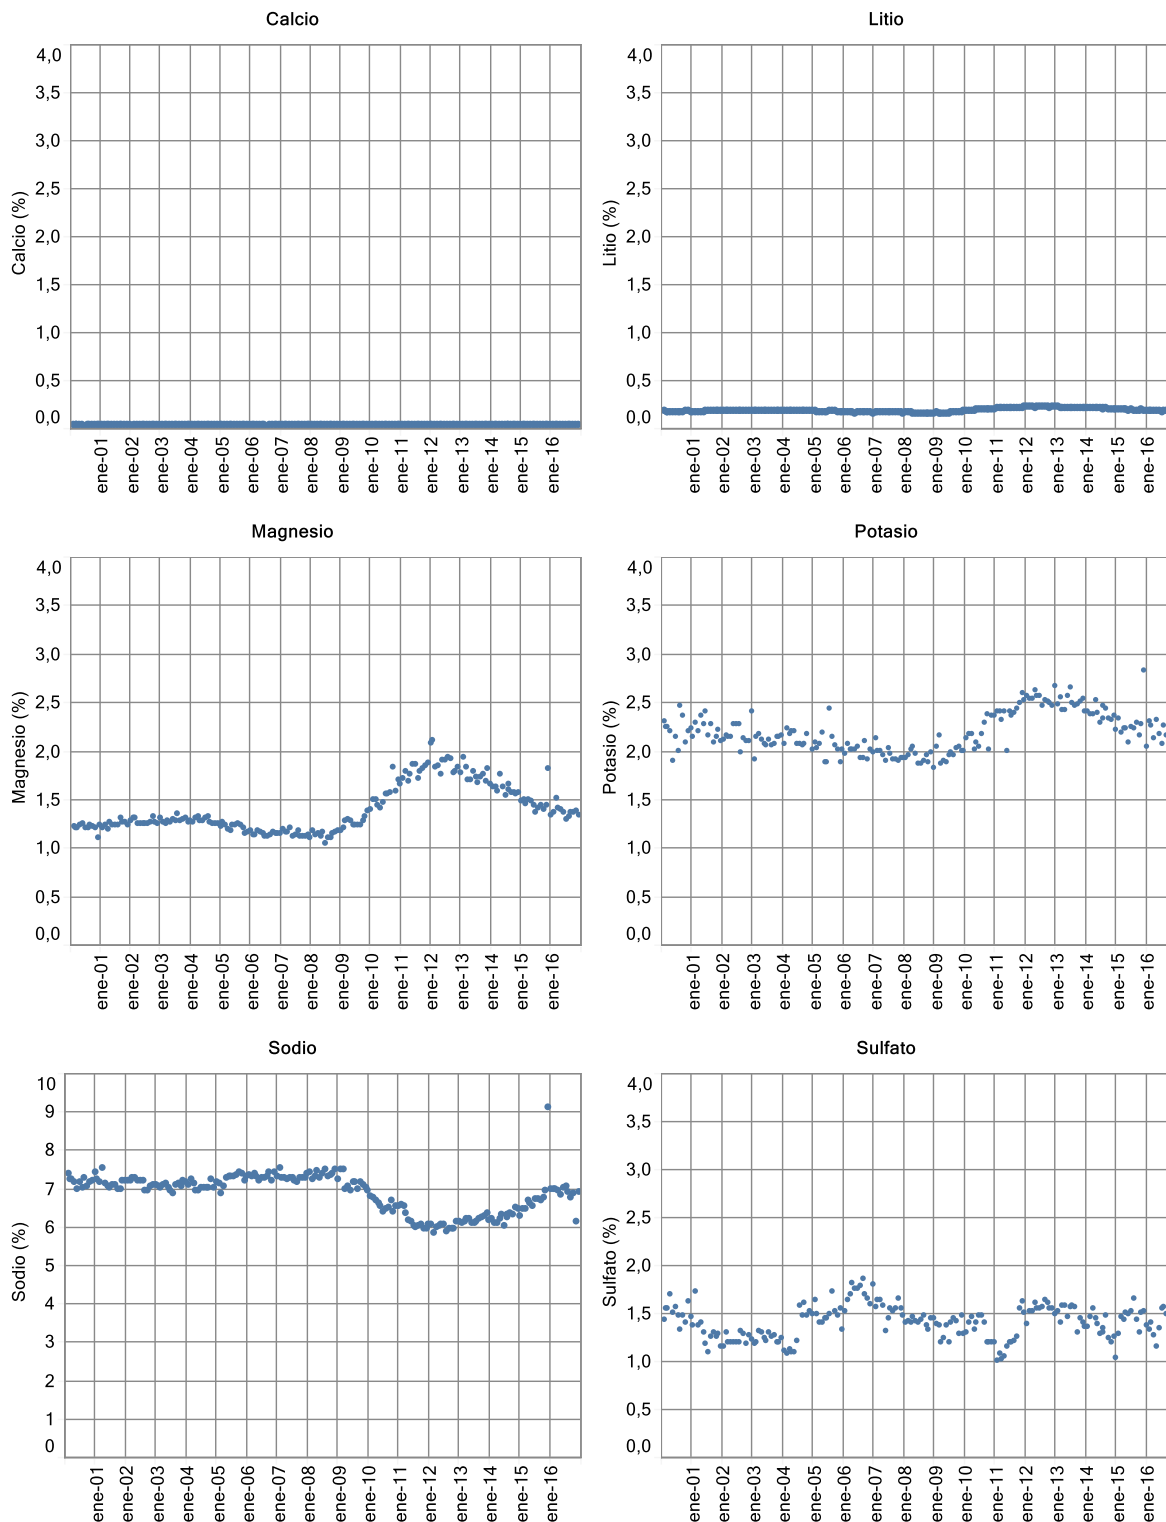 Calcio
Calcio (%)
4,0
3,5
3,0
2,5
2,0
1,5
1,0
0,5
0,0
ene-01
ene-02
ene-03
ene-04
ene-05
ene-06
ene-07
ene-08
ene-09
ene-10
ene-11
ene-12
ene-13
ene-14
ene-15
ene-16
Litio
Litio (%)
4,0
3,5
3,0
2,5
2,0
1,5
1,0
0,5
0,0
ene-01
ene-02
ene-03
ene-04
ene-05
ene-06
ene-07
ene-08
ene-09
ene-10
ene-11
ene-12
ene-13
ene-14
ene-15
ene-16
Magnesio
Magnesio (%)
4,0
3,5
3,0
2,5
2,0
1,5
1,0
0,5
0,0
ene-01
ene-02
ene-03
ene-04
ene-05
ene-06
ene-07
ene-08
ene-09
ene-10
ene-11
ene-12
ene-13
ene-14
ene-15
ene-16
Potasio
Potasio (%)
4,0
3,5
3,0
2,5
2,0
1,5
1,0
0,5
0,0
ene-01
ene-02
ene-03
ene-04
ene-05
ene-06
ene-07
ene-08
ene-09
ene-10
ene-11
ene-12
ene-13
ene-14
ene-15
ene-16
Sodio
Sodio (%)
10
9
8
7
6
5
4
3
2
1
0
ene-01
ene-02
ene-03
ene-04
ene-05
ene-06
ene-07
ene-08
ene-09
ene-10
ene-11
ene-12
ene-13
ene-14
ene-15
ene-16
Sulfato
Sulfato (%)
4,0
3,5
3,0
2,5
2,0
1,5
1,0
0,5
0,0
ene-01
ene-02
ene-03
ene-04
ene-05
ene-06
ene-07
ene-08
ene-09
ene-10
ene-11
ene-12
ene-13
ene-14
ene-15
ene-16